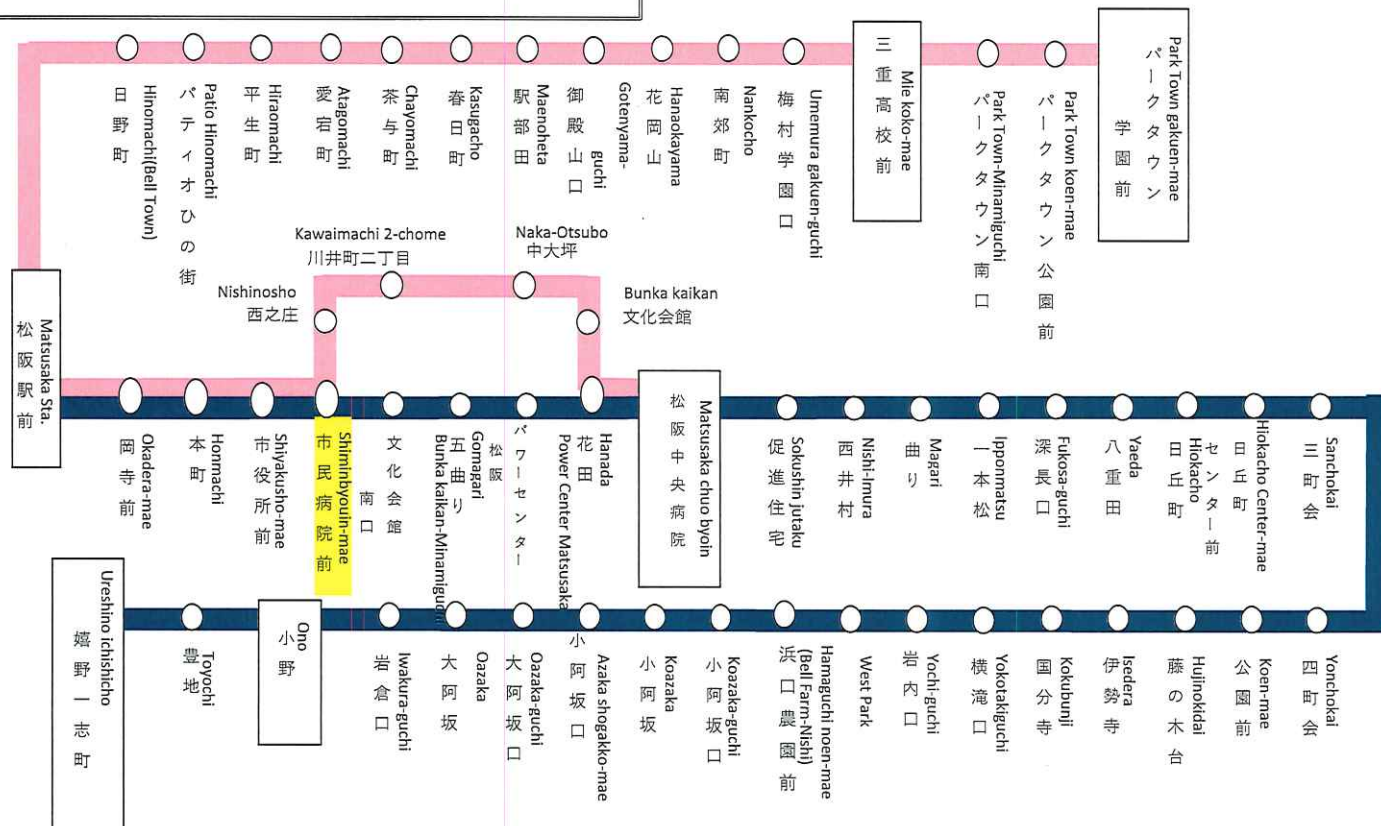 日野町
Hinomachi(Bell Town)
パティオひの街
Patio Hinomachi
平生町
Hiraomachi
愛宕町
Atagomachi
茶与町
Chayomachi
春日町
Kasugacho
駅部田
Maenoheta
御殿山口
Gotenyama-
guchi
花岡山
Hanaokayama
南郊町
Nankocho
梅村学園口
Umemura gakuen-guchi
三重高校前
Mie koko-mae
パークタウン南口
Park Town-Minamiguchi
パークタウン公園前
Park Town koen-mae
Park Town gakuen-mae
パークタウン
学園前
Kawaimachi 2-chome
川井町二丁目
Naka-Otsubo
中大坪
Nishinosho
西之庄
Bunka kaikan
文化会館
Matsusaka Sta.
松阪駅前
Okadera-mae
岡寺前
Honmachi
本町
Shiyakusho-mae
市役所前
Shiminbyouin-mae
市民病院前
文化会館
南口
Bunka kaikan-Minamiguchi
Gomagari
五曲り
松阪
パワーセンター
Power Center Matsusaka
Hanada
花田
Matsusaka chuo byoin
松阪中央病院
Sokushin jutaku
促進住宅
Nishi-Imura
西井村
Magari
曲り
Ipponmatsu
一本松
Fukosa-guchi
深長口
Yaeda
八重田
Hiokacho
日丘町
Hiokacho Center-mae
日丘町
センター前
Sanchokai
三町会
Ureshino ichishicho
嬉野一志町
Toyochi
豊地
Ono
小野
Iwakura-guchi
岩倉口
Oazaka
大阿坂
Oazaka-guchi
大阿坂口
Azaka shogakko-mae
小阿坂口
Koazaka
小阿坂
Koazaka-guchi
小阿坂口
Hamaguchi noen-mae
(Bell Farm-Nishi)
浜口農園前
West Park
Yochi-guchi
岩内口
Yokotakiguchi
横滝口
Kokubunji
国分寺
Isedera
伊勢寺
Hujinokidai
藤の木台
Koen-mae
公園前
Yonchokai
四町会